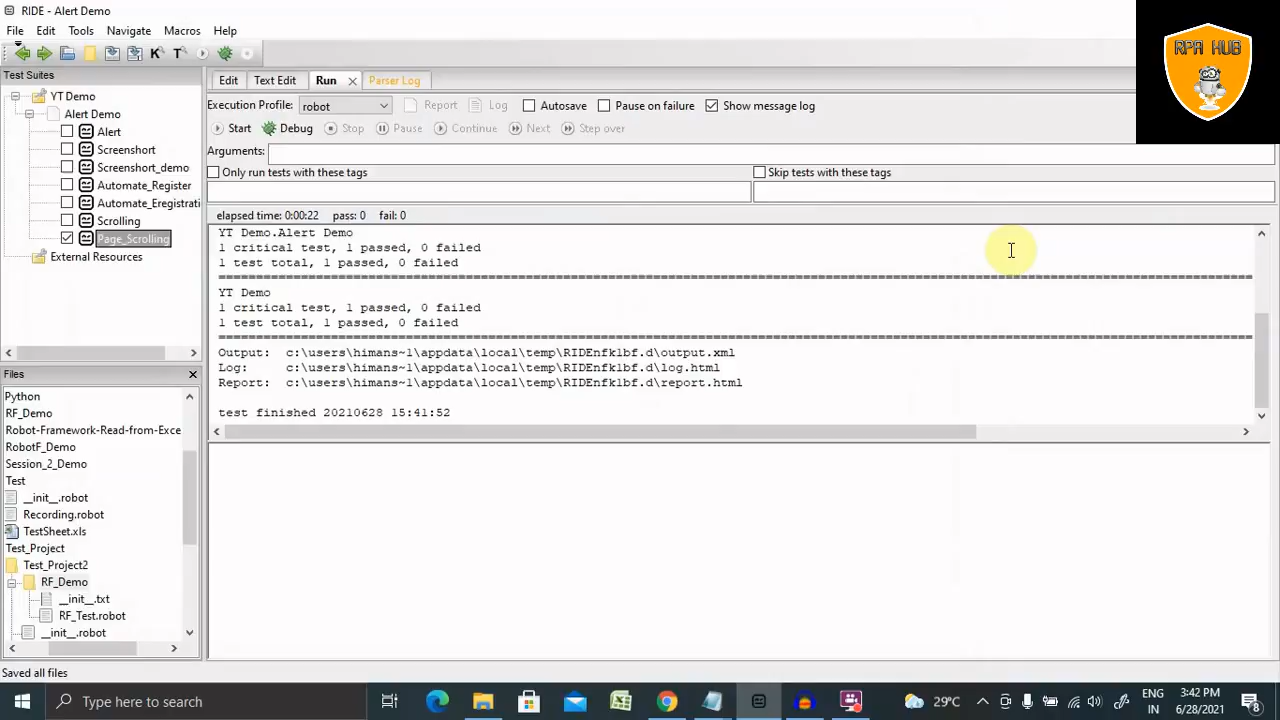 RIDE - Alert Demo
File Edit Tools Navigate Macros Help
RPA HUB
Test Suites
YT Demo
Alert Demo
Alert
Screenshort
Screenshort_demo
Automate_Register
Automate_Eregistrati
Scrolling
Page_Scrolling
External Resources
Files
Python
RF_Demo
Robot-Framework-Read-from-Exce
RobotF_Demo
Session_2_Demo
Test
__init__.robot
Recording.robot
TestSheet.xls
Test_Project
Test_Project2
RF_Demo
__init__.txt
RF_Test.robot
__init__.robot
Edit Text Edit Run Parser Log
Execution Profile: robot Report Log Autosave Pause on failure Show message log
Start Debug Stop Pause Continue Next Step over
Arguments:
Only run tests with these tags Skip tests with these tags
elapsed time: 0:00:22 pass: 0 fail: 0
YT Demo.Alert Demo
1 critical test, 1 passed, 0 failed
1 test total, 1 passed, 0 failed
YT Demo
1 critical test, 1 passed, 0 failed
1 test total, 1 passed, 0 failed
Output: c:\users\himans~1\appdata\local\temp\RIDEnfklbf.d\output.xml
Log: c:\users\himans~1\appdata\local\temp\RIDEnfklbf.d\log.html
Report: c:\users\himans~1\appdata\local\temp\RIDEnfklbf.d\report.html
test finished 20210628 15:41:52
Saved all files
Type here to search
29°C
ENG
IN
3:42 PM
6/28/2021
8